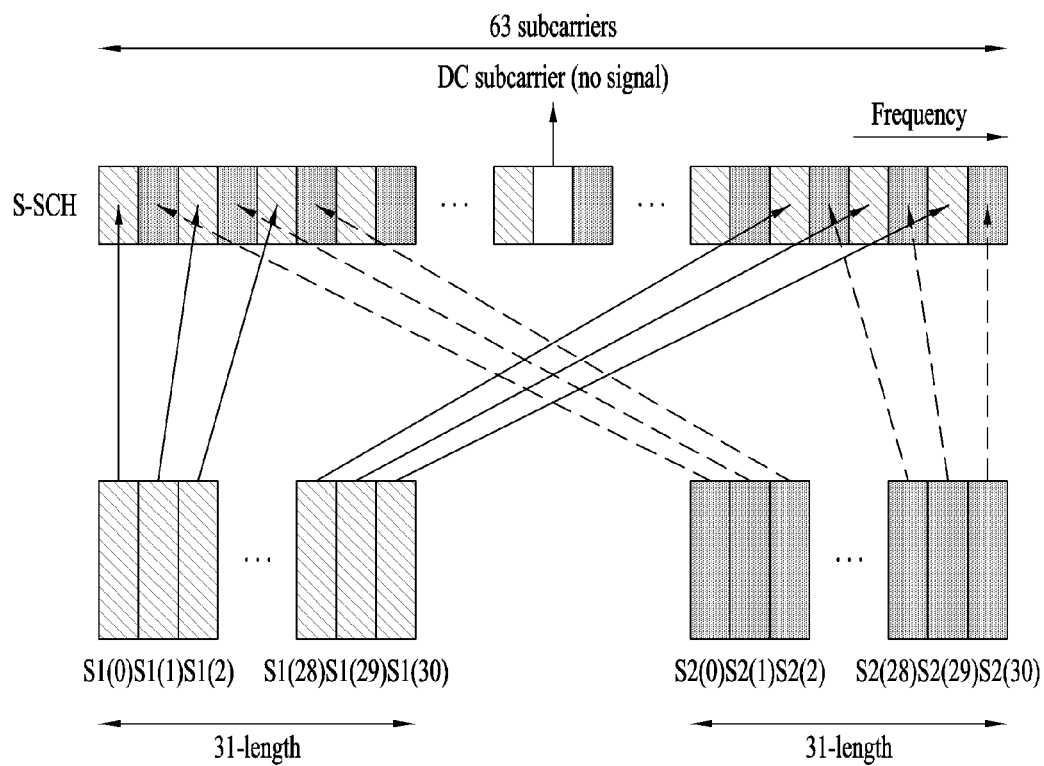 63 subcarriers
DC subcarrier (no signal)
Frequency
S-SCH
... ...
... ...
S1(0)S1(1)S1(2) S1(28)S1(29)S1(30) S2(0)S2(1)S2(2) S2(28)S2(29)S2(30)
31-length 31-length